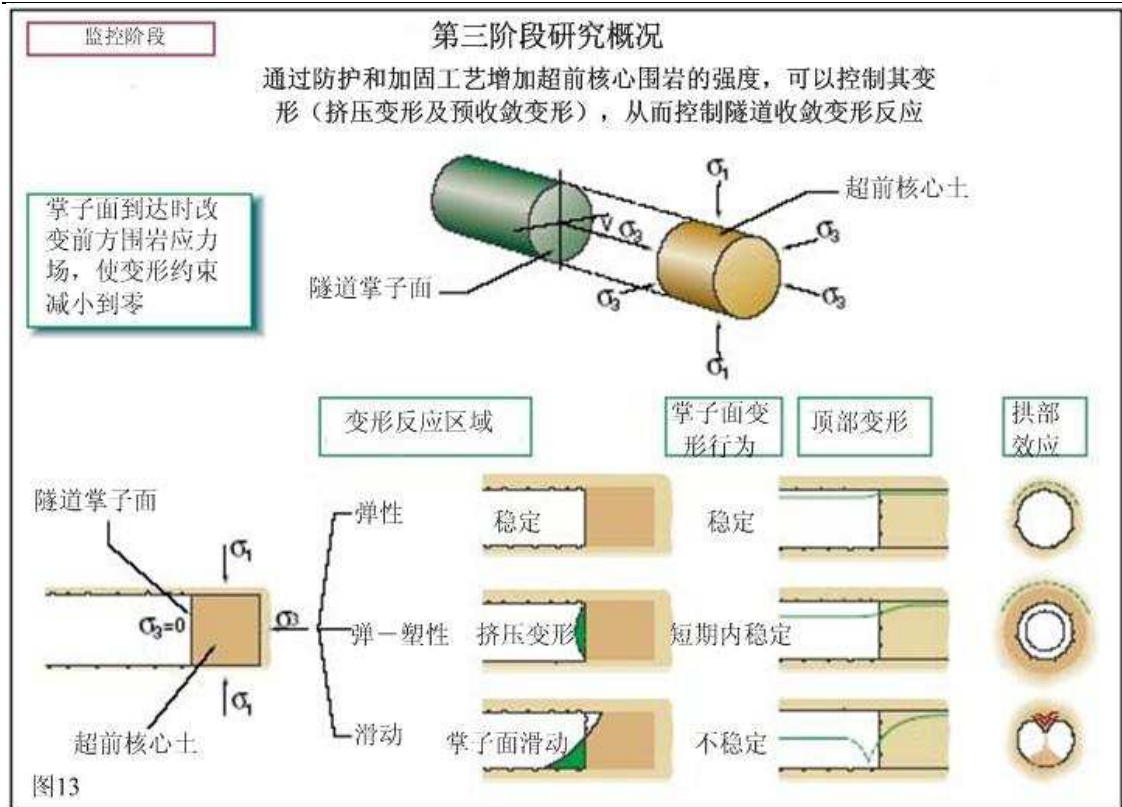 监控阶段
第三阶段研究概况
通过防护和加固工艺增加超前核心围岩的强度，可以控制其变
形（挤压变形及预收敛变形），从而控制隧道收敛变形反应
掌子面到达时改
变前方围岩应力
场，使变形约束
减小到零
σ₁
超前核心土
V σ₃
σ₃
隧道掌子面
σ₃
σ₃
σ₁
变形反应区域
掌子面变
形行为
顶部变形
拱部
效应
隧道掌子面
σ₁
σ₃=0
σ₃
σ₁
超前核心土
弹性
稳定
稳定
弹－塑性
挤压变形
短期内稳定
滑动
掌子面滑动
不稳定
图13